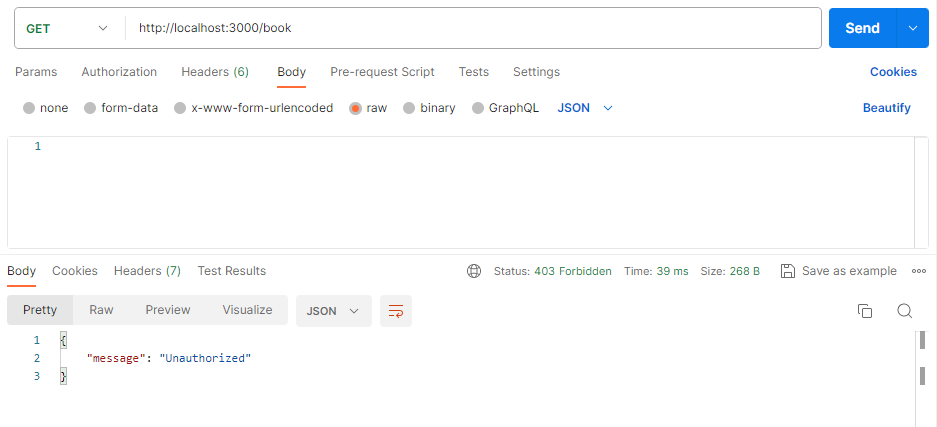 GET http://localhost:3000/book Send
Params Authorization Headers (6) Body Pre-request Script Tests Settings Cookies
none form-data x-www-form-urlencoded raw binary GraphQL JSON Beautify
1
Body Cookies Headers (7) Test Results Status: 403 Forbidden Time: 39 ms Size: 268 B Save as example
Pretty Raw Preview Visualize JSON
1 {
2 "message": "Unauthorized"
3 }